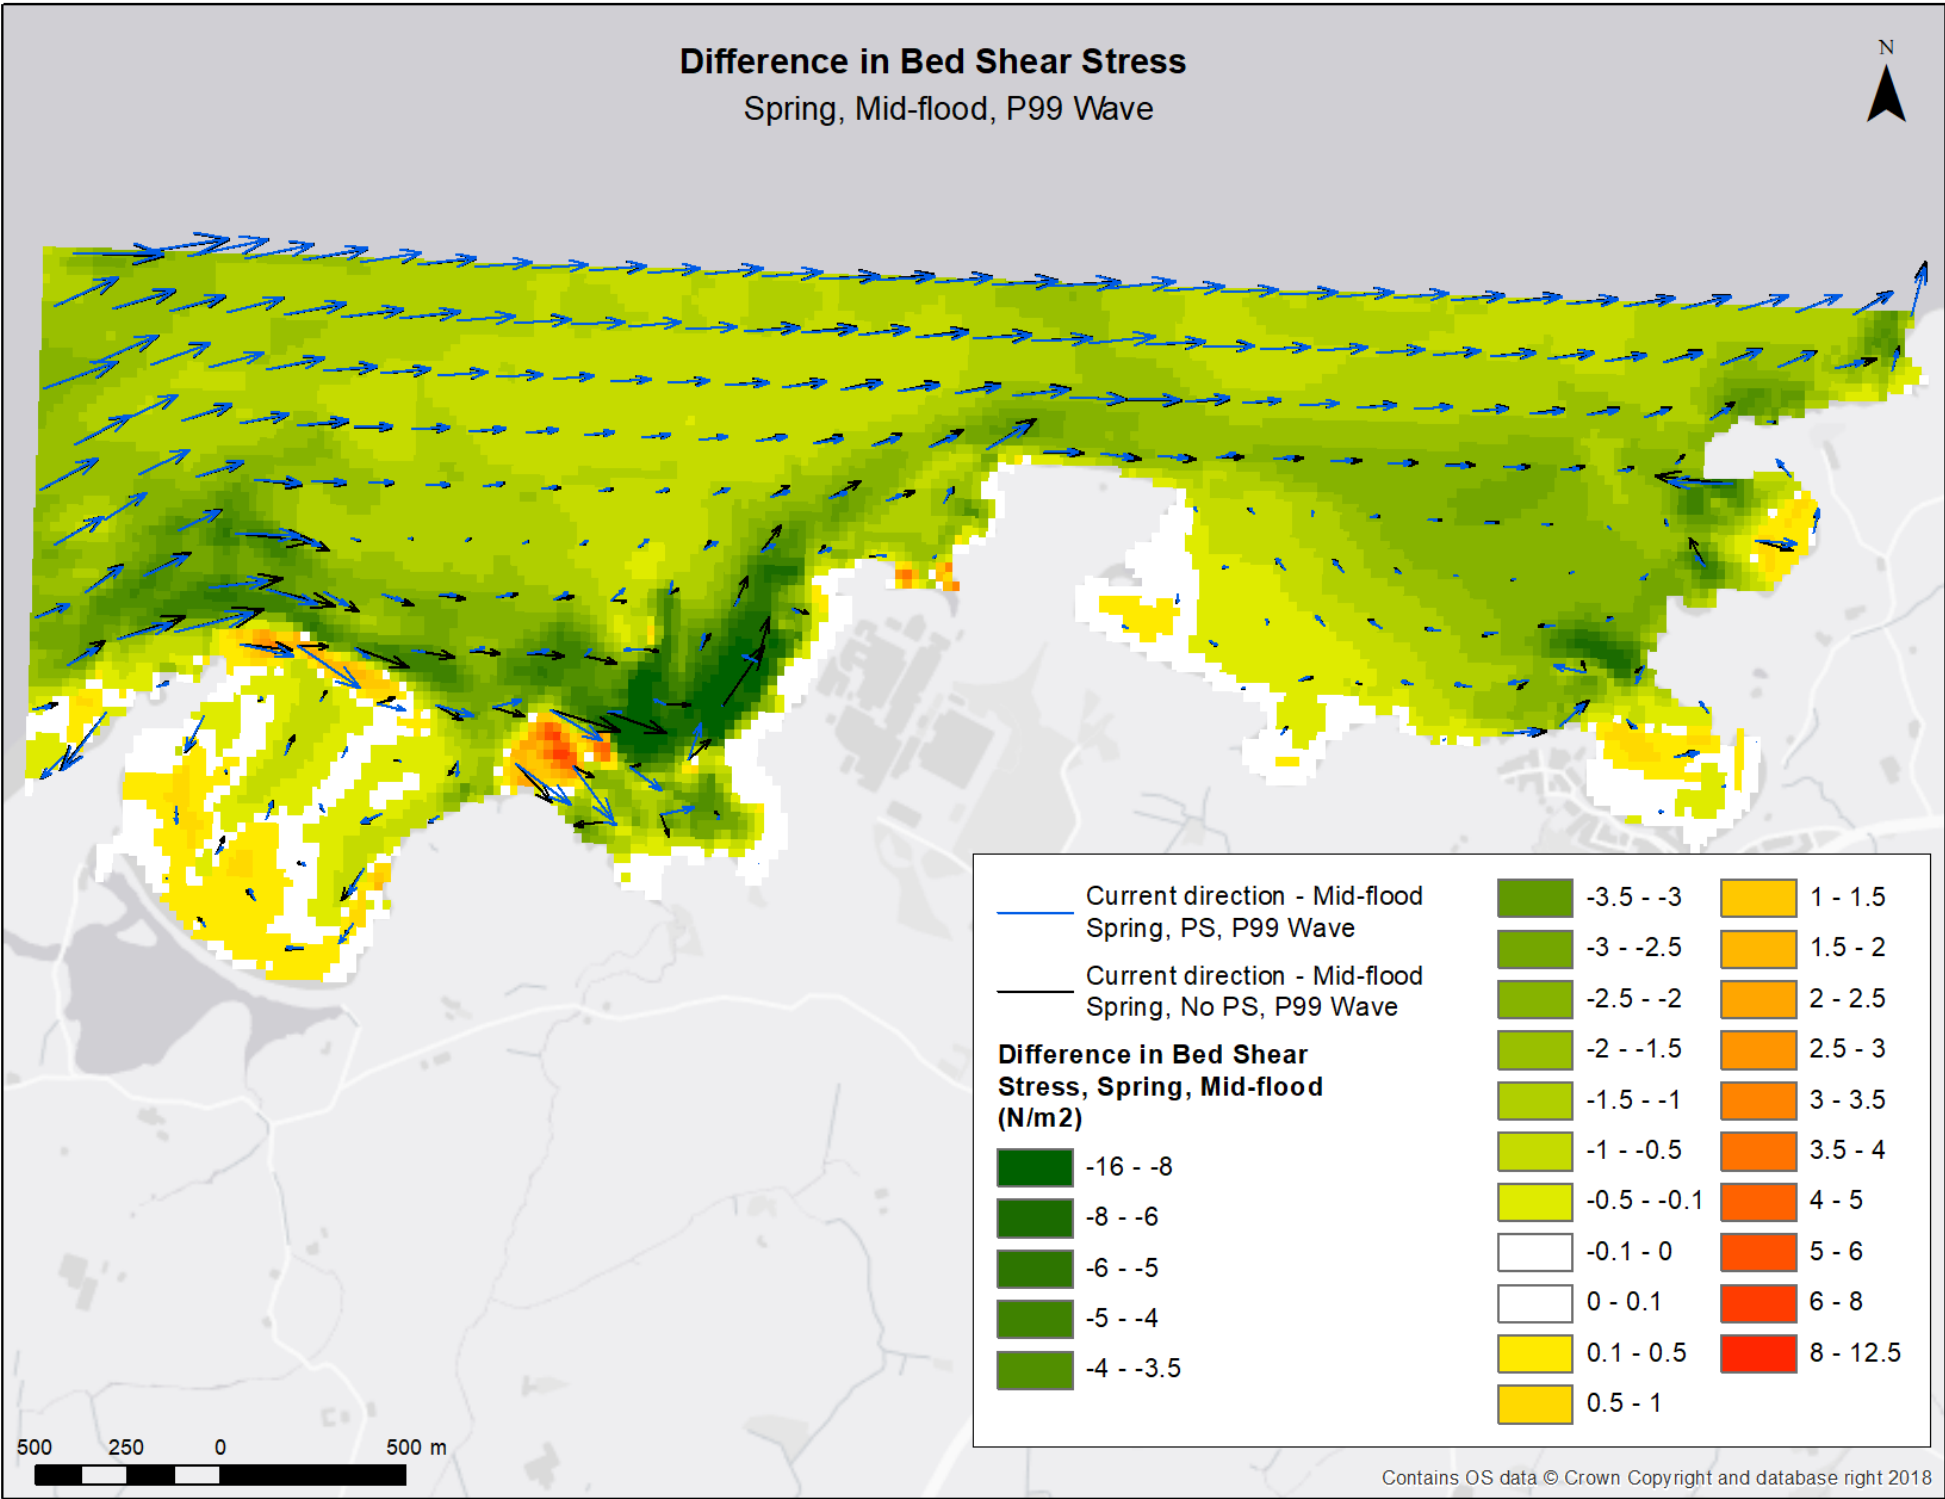 Difference in Bed Shear Stress
Spring, Mid-flood, P99 Wave
N
Current direction - Mid-flood
Spring, PS, P99 Wave
Current direction - Mid-flood
Spring, No PS, P99 Wave
Difference in Bed Shear
Stress, Spring, Mid-flood
(N/m2)
-16 - -8
-8 - -6
-6 - -5
-5 - -4
-4 - -3.5
-3.5 - -3
-3 - -2.5
-2.5 - -2
-2 - -1.5
-1.5 - -1
-1 - -0.5
-0.5 - -0.1
-0.1 - 0
0 - 0.1
0.1 - 0.5
0.5 - 1
1 - 1.5
1.5 - 2
2 - 2.5
2.5 - 3
3 - 3.5
3.5 - 4
4 - 5
5 - 6
6 - 8
8 - 12.5
500 250 0 500 m
Contains OS data © Crown Copyright and database right 2018